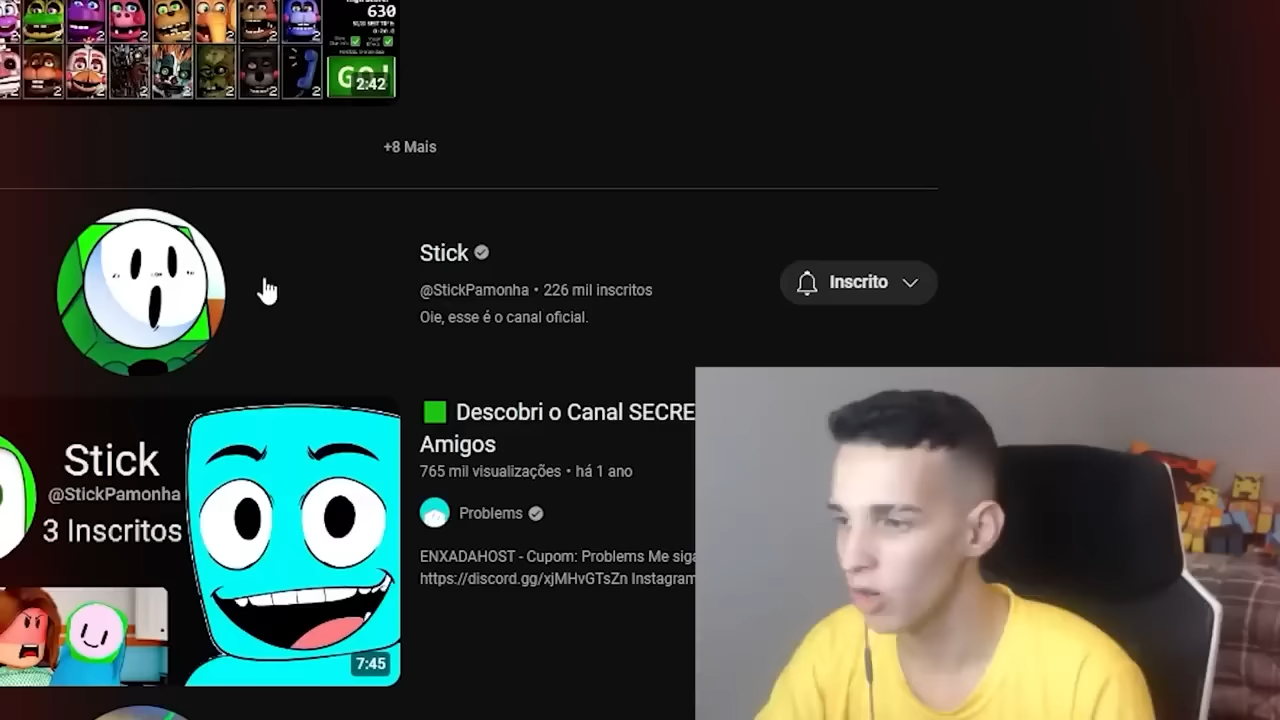 630
GO!
2:42
+8 Mais
Stick
@StickPamonha • 226 mil inscritos
Oie, esse é o canal oficial.
Inscrito
Stick
@StickPamonha
3 Inscritos
7:45
Descobri o Canal SECRE
Amigos
765 mil visualizações • há 1 ano
Problems
ENXADAHOST - Cupom: Problems Me siga
https://discord.gg/xjMHvGTsZn Instagram